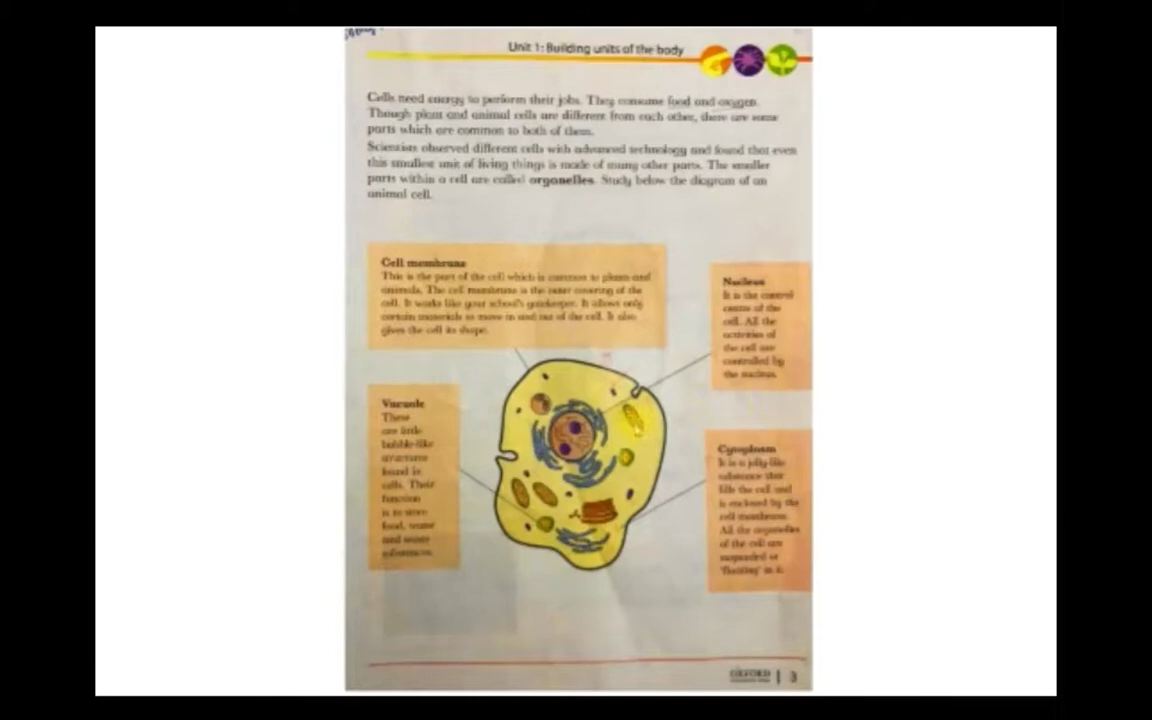 Unit 1: Building units of the body
Cells need energy to perform their jobs. They consume food and oxygen.
Though plant and animal cells are different from each other, there are some
parts which are common to both of them.
Scientists observed different cells with advanced technology and found that even
this smallest unit of living things is made of many other parts. The smaller
parts within a cell are called organelles. Study below the diagram of an
animal cell.
Cell membrane
This is the part of the cell which is common to plants and
animals. The cell membrane is the outer covering of the
cell. It works like your school's gatekeeper. It allows only
certain materials to move in and out of the cell. It also
gives the cell its shape.
Nucleus
It is the control
centre of the
cell. All the
activities of
the cell are
controlled by
the nucleus.
Vacuole
These
are little
bubble-like
structures
found in
cells. Their
function
is to store
food, water
and waste
substances.
Cytoplasm
It is a jelly-like
substance that
fills the cell and
is enclosed by the
cell membrane.
All the organelles
of the cell are
suspended or
'floating' in it.
OXFORD
3